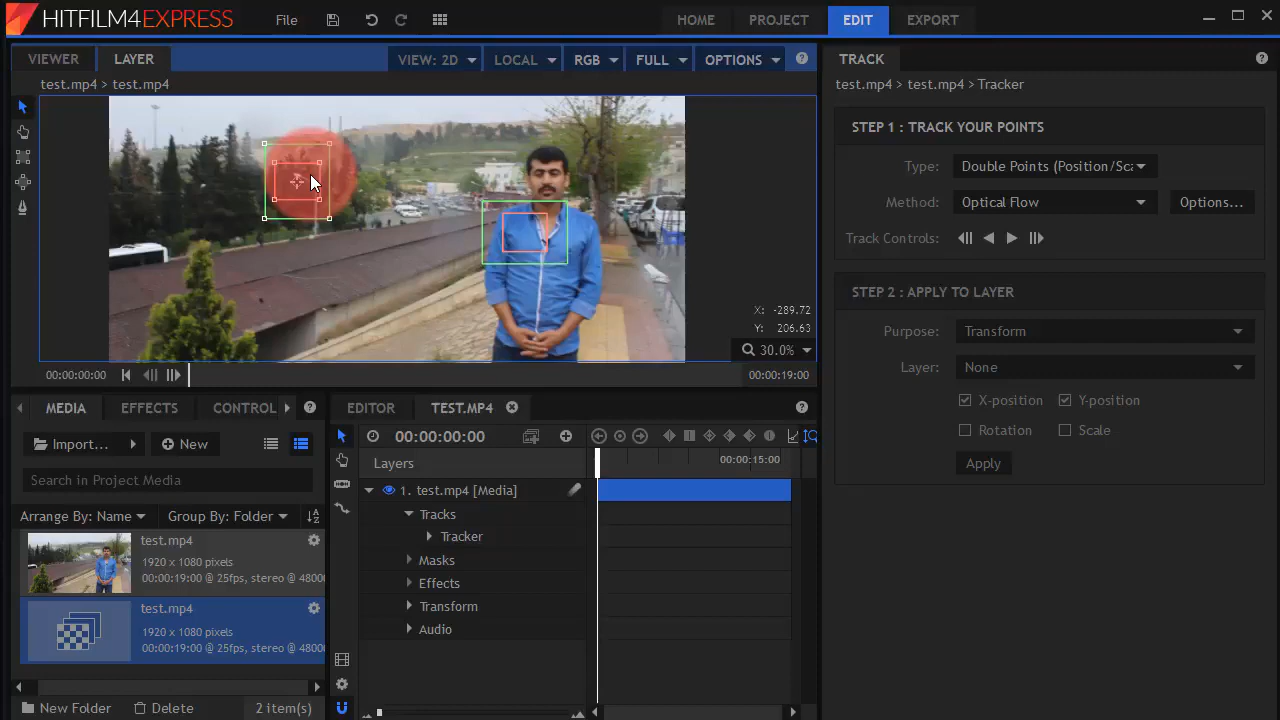 HITFILM4EXPRESS
File
HOME
PROJECT
EDIT
EXPORT
VIEWER
LAYER
VIEW: 2D
LOCAL
RGB
FULL
OPTIONS
?
test.mp4 > test.mp4
X: -289.72
Y: 206.63
30.0%
00:00:00:00
00:00:19:00
TRACK
?
test.mp4 > test.mp4 > Tracker
STEP 1 : TRACK YOUR POINTS
Type: Double Points (Position/Sca
Method: Optical Flow Options...
Track Controls:
STEP 2 : APPLY TO LAYER
Purpose: Transform
Layer: None
X-position Y-position
Rotation Scale
Apply
MEDIA
EFFECTS
CONTROL
?
Import...
New
Search in Project Media
Arrange By: Name
Group By: Folder
test.mp4
1920 x 1080 pixels
00:00:19:00 @ 25fps, stereo @ 4800
test.mp4
1920 x 1080 pixels
00:00:19:00 @ 25fps, stereo @ 4800
New Folder
Delete
2 item(s)
EDITOR
TEST.MP4
?
00:00:00:00
Layers
00:00:15:00
1. test.mp4 [Media]
Tracks
Tracker
Masks
Effects
Transform
Audio